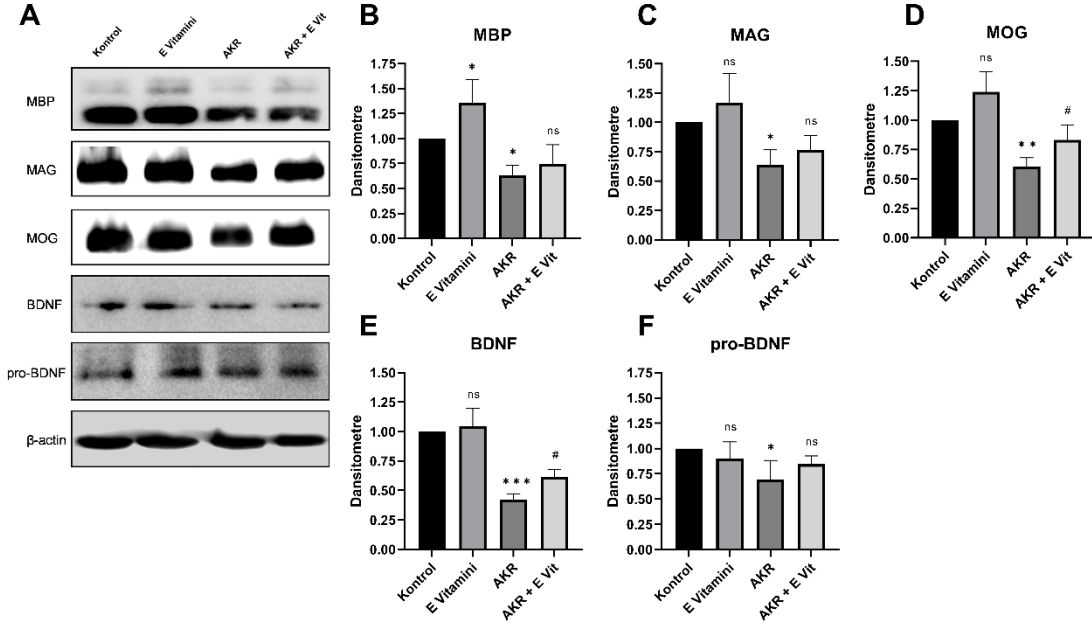 A
Kontrol
E Vitamini
AKR
AKR + E Vit
MBP
MAG
MOG
BDNF
pro-BDNF
β-actin
B
MBP
Dansitometre
1.75
1.50
1.25
1.00
0.75
0.50
0.25
0.00
*
*
ns
Kontrol
E Vitamini
AKR
AKR + E Vit
C
MAG
Dansitometre
1.50
1.25
1.00
0.75
0.50
0.25
0.00
ns
*
ns
Kontrol
E Vitamini
AKR
AKR + E Vit
D
MOG
Dansitometre
1.50
1.25
1.00
0.75
0.50
0.25
0.00
ns
**
#
Kontrol
E Vitamini
AKR
AKR + E Vit
E
BDNF
Dansitometre
1.50
1.25
1.00
0.75
0.50
0.25
0.00
ns
***
#
Kontrol
E Vitamini
AKR
AKR + E Vit
F
pro-BDNF
Dansitometre
2.00
1.75
1.50
1.25
1.00
0.75
0.50
0.25
0.00
ns
*
ns
Kontrol
E Vitamini
AKR
AKR + E Vit